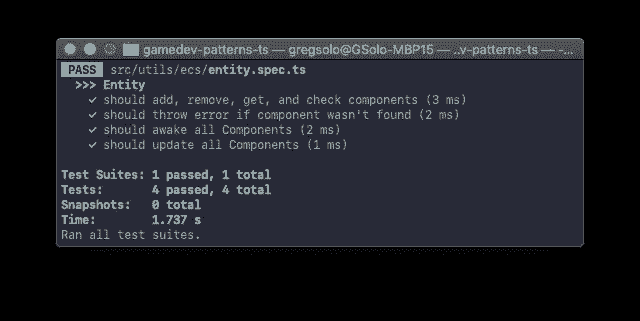 gamedev-patterns-ts — gregsolo@GSolo-MBP15 — ..v-patterns-ts — -...
PASS src/utils/ecs/entity.spec.ts
>>> Entity
✓ should add, remove, get, and check components (3 ms)
✓ should throw error if component wasn't found (2 ms)
✓ should awake all Components (2 ms)
✓ should update all Components (1 ms)
Test Suites: 1 passed, 1 total
Tests: 4 passed, 4 total
Snapshots: 0 total
Time: 1.737 s
Ran all test suites.